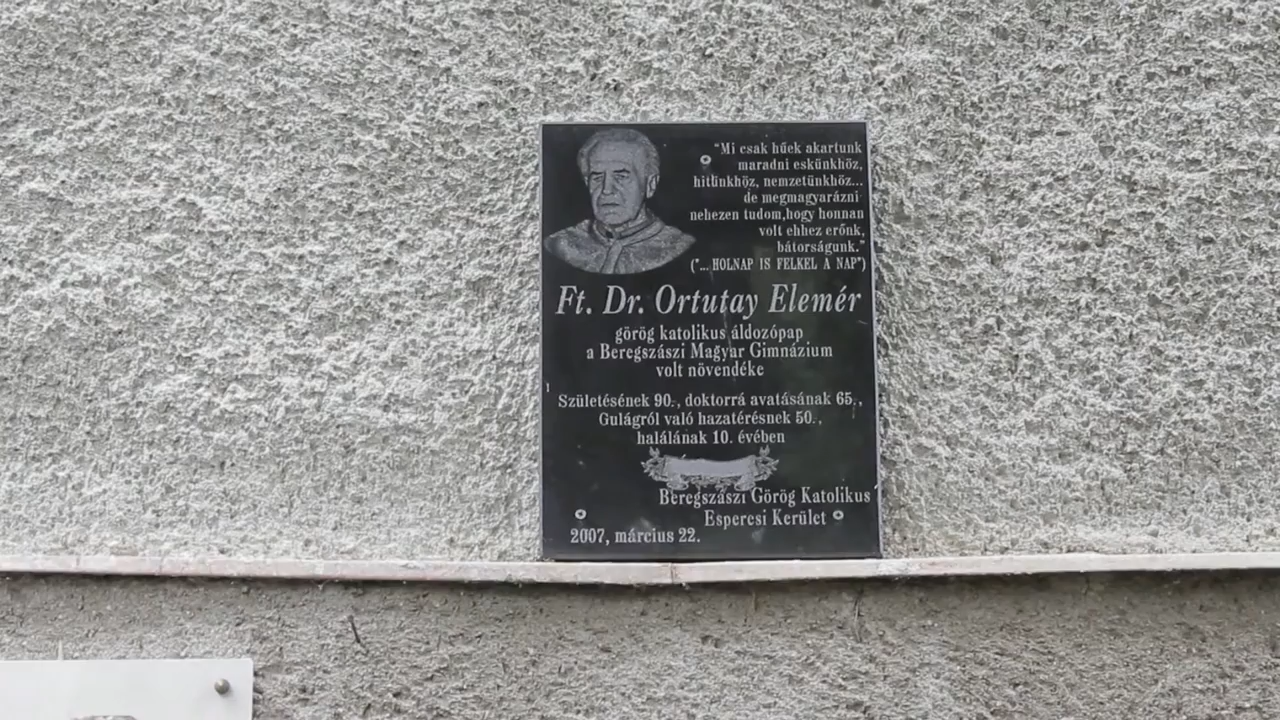 "Mi csak hűek akartunk
maradni eskünkhöz,
hitünkhöz, nemzetünkhöz...
de megmagyarázni
nehezen tudom,hogy honnan
volt ehhez erőnk,
bátorságunk."
("... HOLNAP IS FELKEL A NAP")
Ft. Dr. Ortutay Elemér
görög katolikus áldozópap
a Beregszászi Magyar Gimnázium
volt növendéke
Születésének 90., doktorrá avatásának 65.,
Gulágról való hazatérésnek 50.,
halálának 10. évében
Beregszászi Görög Katolikus
Esperesi Kerület
2007, március 22.